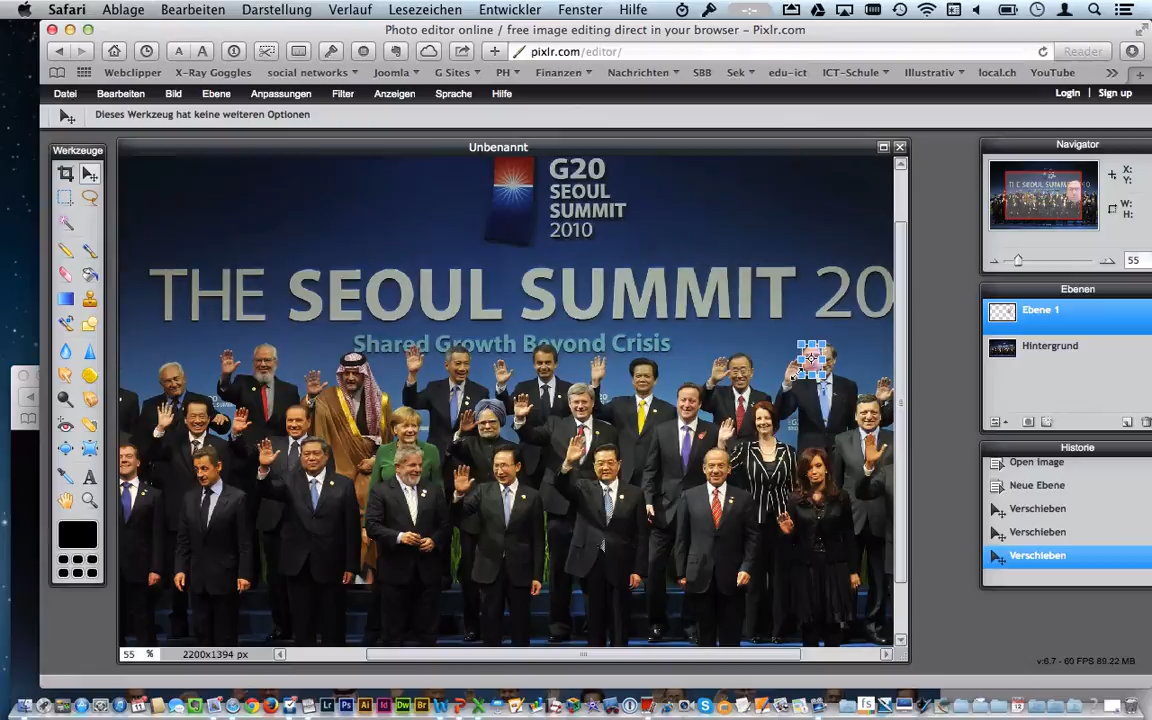 Safari Ablage Bearbeiten Darstellung Verlauf Lesezeichen Entwickler Fenster Hilfe
Photo editor online / free image editing direct in your browser – Pixlr.com
pixlr.com/editor/
Reader
Webclipper X-Ray Goggles social networks Joomla G Sites PH Finanzen Nachrichten SBB Sek edu-ict ICT-Schule Illustrativ local.ch YouTube
Datei Bearbeiten Bild Ebene Anpassungen Filter Anzeigen Sprache Hilfe
Login | Sign up
Dieses Werkzeug hat keine weiteren Optionen
Werkzeuge
Unbenannt
Navigator
X:
Y:
W:
H:
55
G20
SEOUL
SUMMIT
2010
THE SEOUL SUMMIT 20
Shared Growth Beyond Crisis
Ebenen
Ebene 1
Hintergrund
Historie
Open image
Neue Ebene
Verschieben
Verschieben
Verschieben
55 % 2200x1394 px
v:6.7 - 60 FPS 89.22 MB